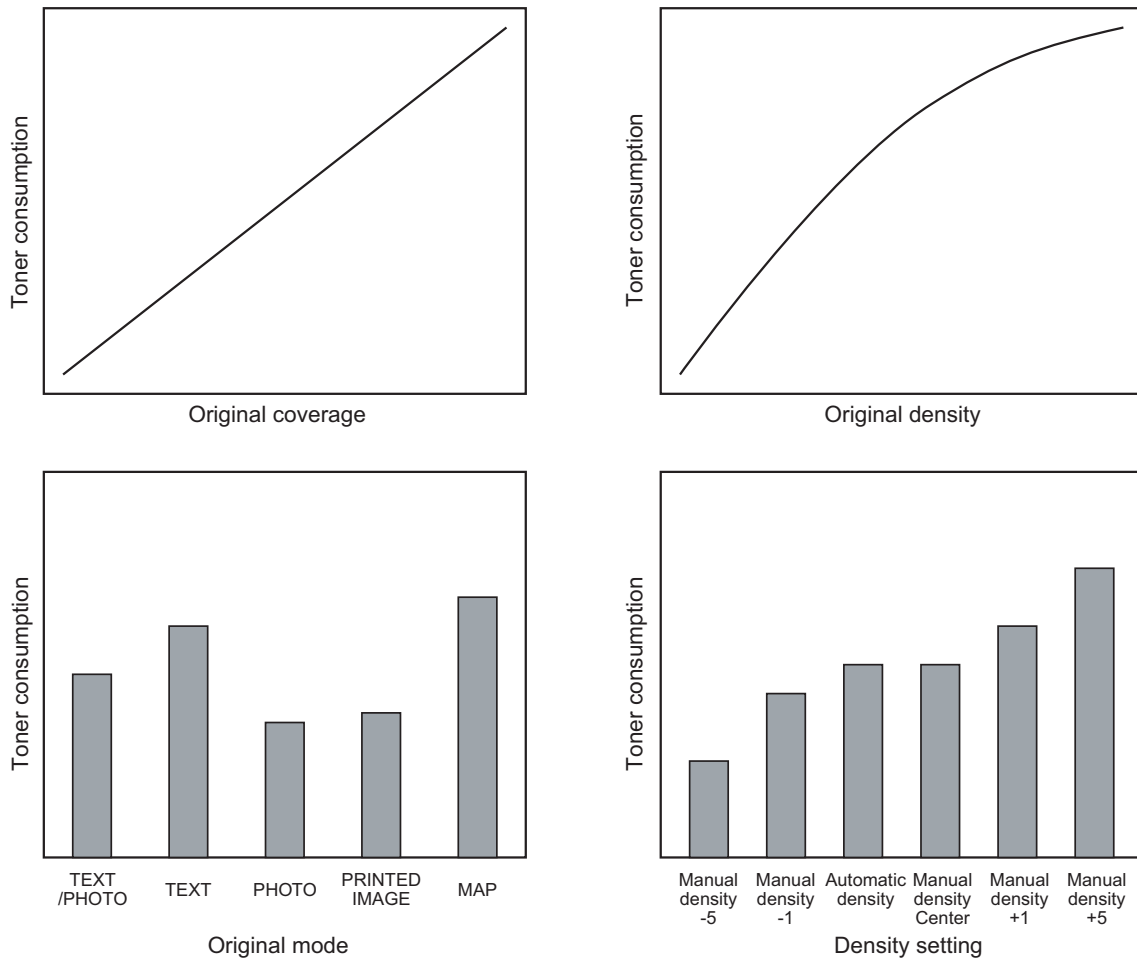 Toner consumption
Original coverage
Toner consumption
Original density
Toner consumption
TEXT
/PHOTO
TEXT
PHOTO
PRINTED
IMAGE
MAP
Original mode
Toner consumption
Manual
density
-5
Manual
density
-1
Automatic
density
Manual
density
Center
Manual
density
+1
Manual
density
+5
Density setting